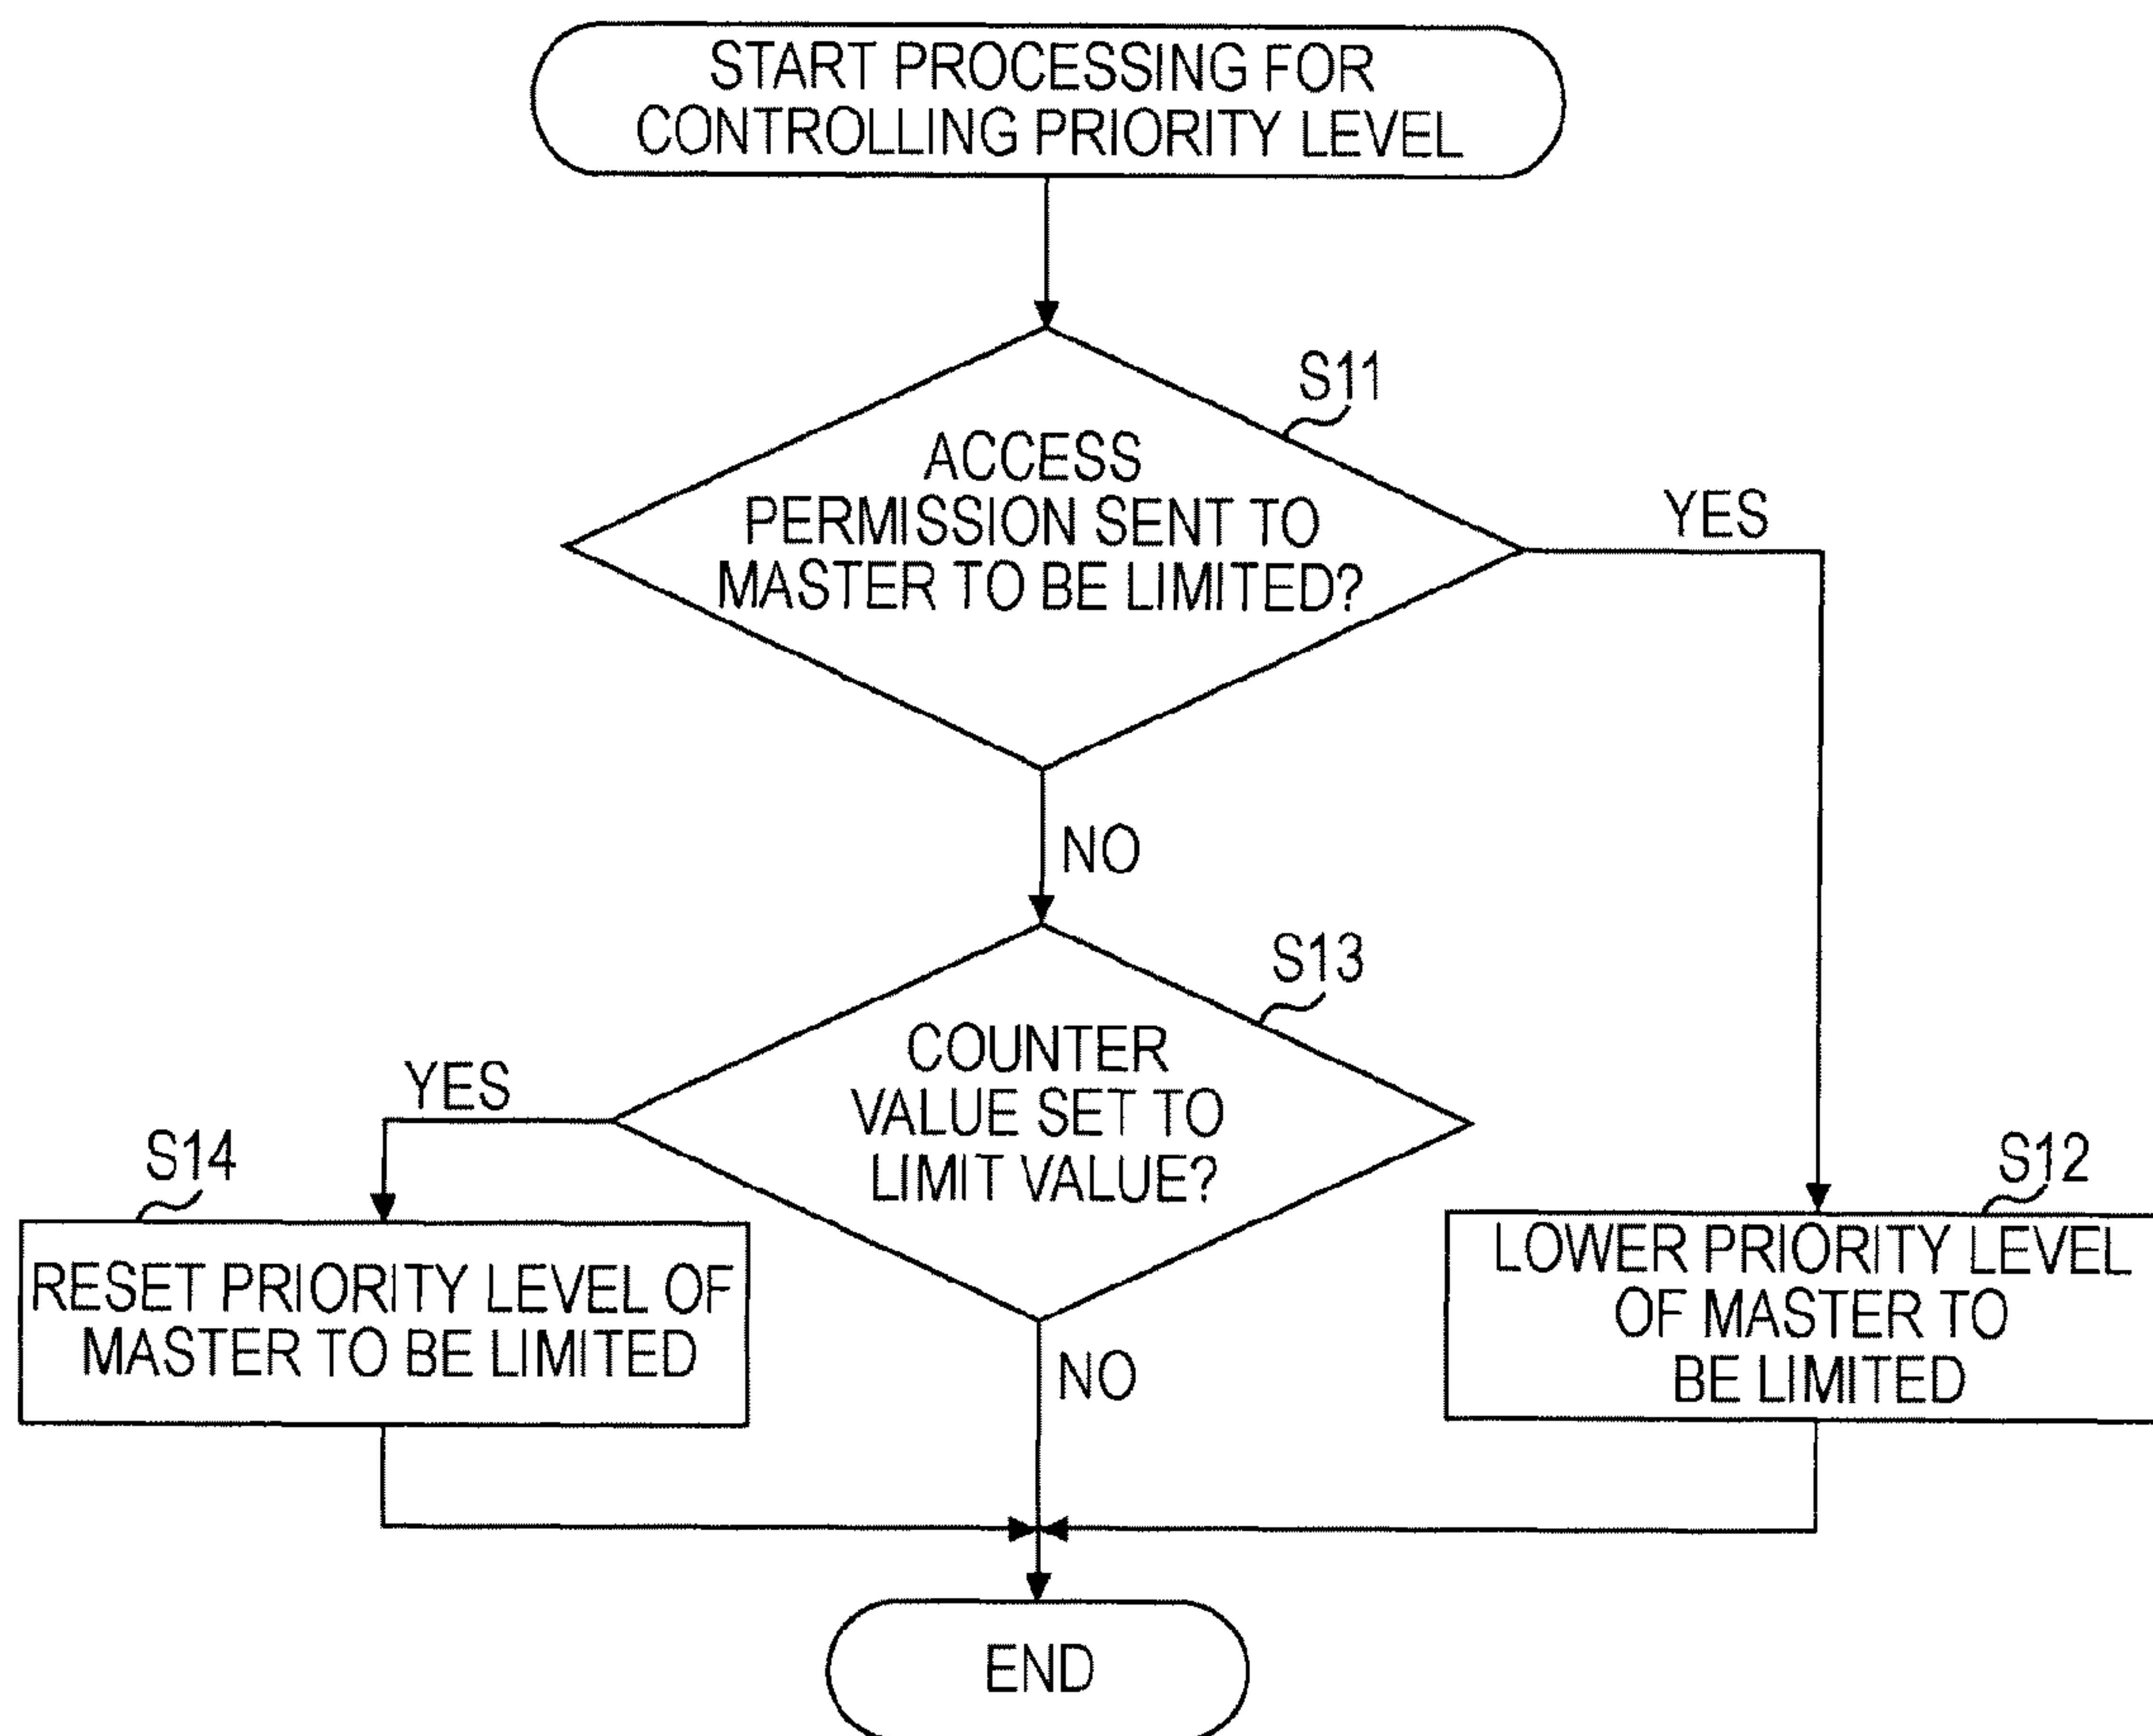 START PROCESSING FOR
CONTROLLING PRIORITY LEVEL
S11
ACCESS
PERMISSION SENT TO
MASTER TO BE LIMITED?
YES
NO
S13
COUNTER
VALUE SET TO
LIMIT VALUE?
YES
S14
RESET PRIORITY LEVEL OF
MASTER TO BE LIMITED
NO
S12
LOWER PRIORITY LEVEL
OF MASTER TO
BE LIMITED
END